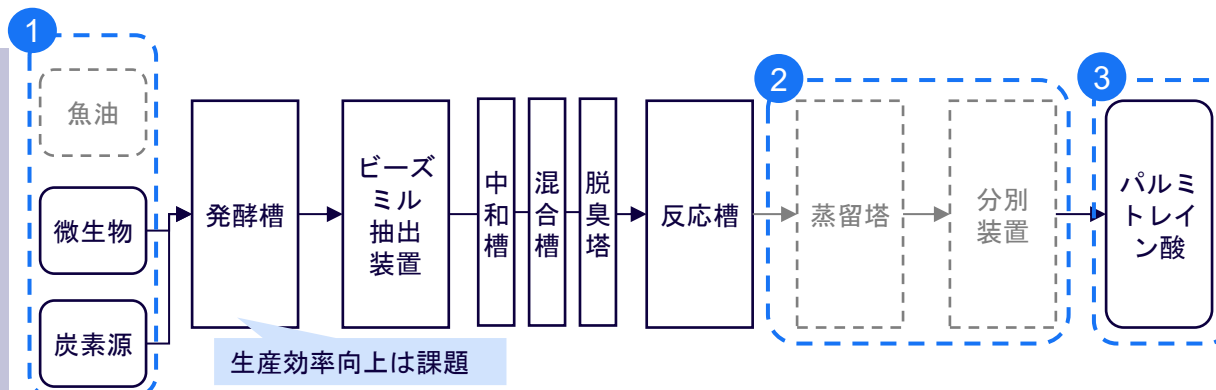 1
魚油
微生物
炭素源
発酵槽
生産効率向上は課題
ビーズ
ミル
抽出
装置
中和槽
混合槽
脱臭塔
反応槽
2
蒸留塔
分別
装置
3
パルミ
トレイ
ン酸